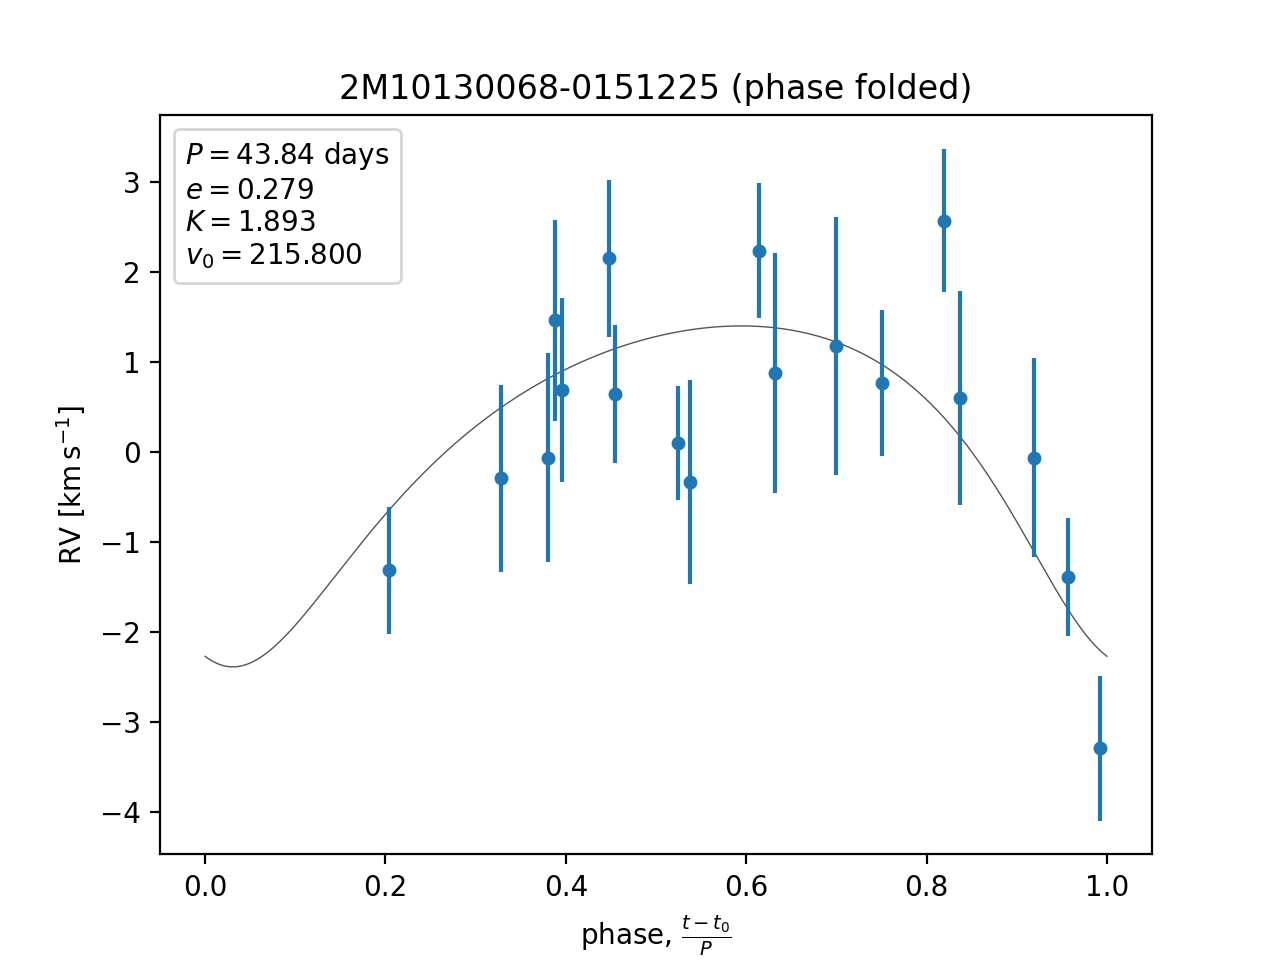 2M10130068-0151225 (phase folded)
P = 43.84 days
e = 0.279
K = 1.893
v₀ = 215.800
3
2
1
0
−1
−2
−3
−4
RV [km s⁻¹]
0.0 0.2 0.4 0.6 0.8 1.0
phase, (t − t₀)/P